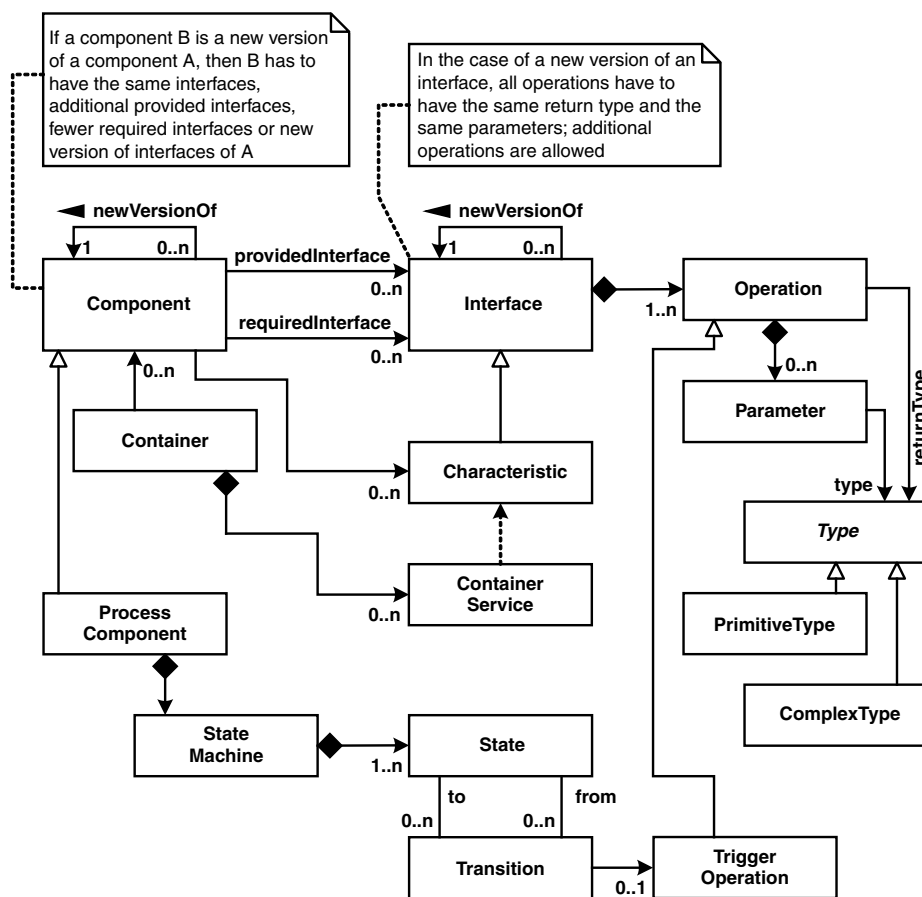 If a component B is a new version
of a component A, then B has to
have the same interfaces,
additional provided interfaces,
fewer required interfaces or new
version of interfaces of A
In the case of a new version of an
interface, all operations have to
have the same return type and the
same parameters; additional
operations are allowed
newVersionOf
1
0..n
newVersionOf
1
0..n
Component
providedInterface
0..n
requiredInterface
0..n
Interface
1..n
Operation
0..n
Parameter
returnType
type
0..n
Container
Characteristic
0..n
Type
Container
Service
0..n
Process
Component
PrimitiveType
ComplexType
State
Machine
1..n
State
to
from
0..n
0..n
Transition
0..1
Trigger
Operation